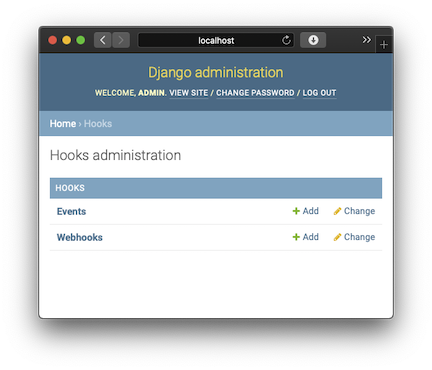 localhost
Django administration
WELCOME, ADMIN. VIEW SITE / CHANGE PASSWORD / LOG OUT
Home › Hooks
Hooks administration
HOOKS
Events Add Change
Webhooks Add Change